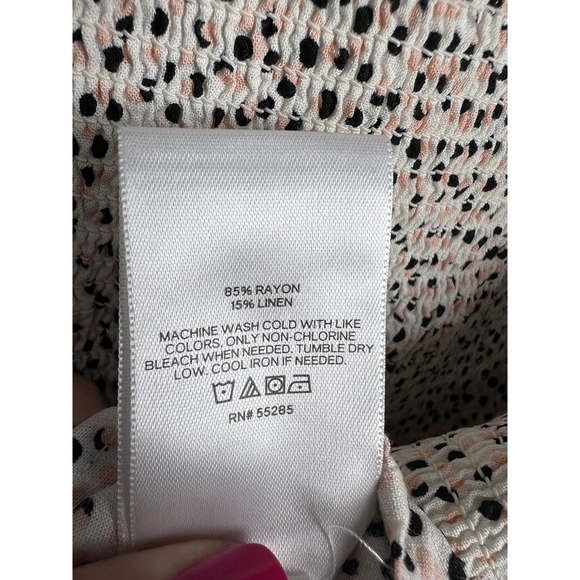 85% RAYON
15% LINEN
MACHINE WASH COLD WITH LIKE
COLORS, ONLY NON-CHLORINE
BLEACH WHEN NEEDED. TUMBLE DRY
LOW. COOL IRON IF NEEDED.
RN# 55285